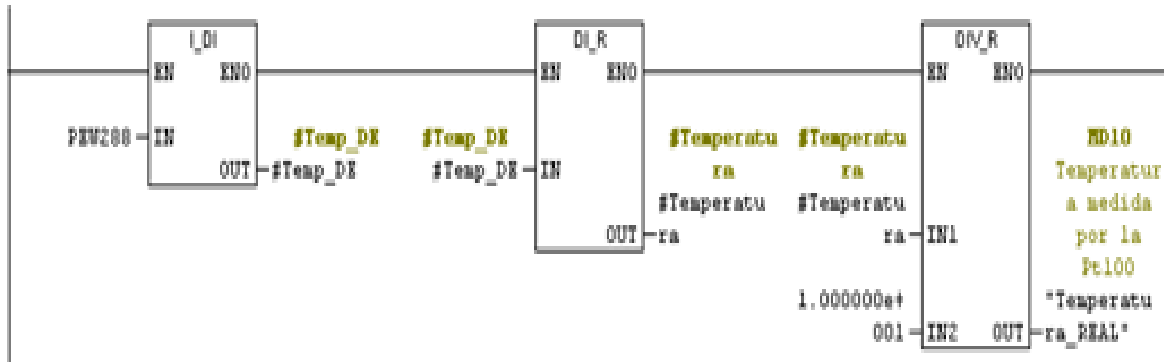 I_DI
EN ENO
PEW288 IN
#Temp_DE
OUT #Temp_DE
DI_R
EN ENO
#Temp_DE
#Temp_DE IN
#Temperatu
ra
#Temperatu
OUT ra
DIV_R
EN ENO
#Temperatu
ra
#Temperatu
ra IN1
1.000000e+
001 IN2
MD10
Temperatur
a medida
por la
Pt100
"Temperatu
OUT ra_REAL"